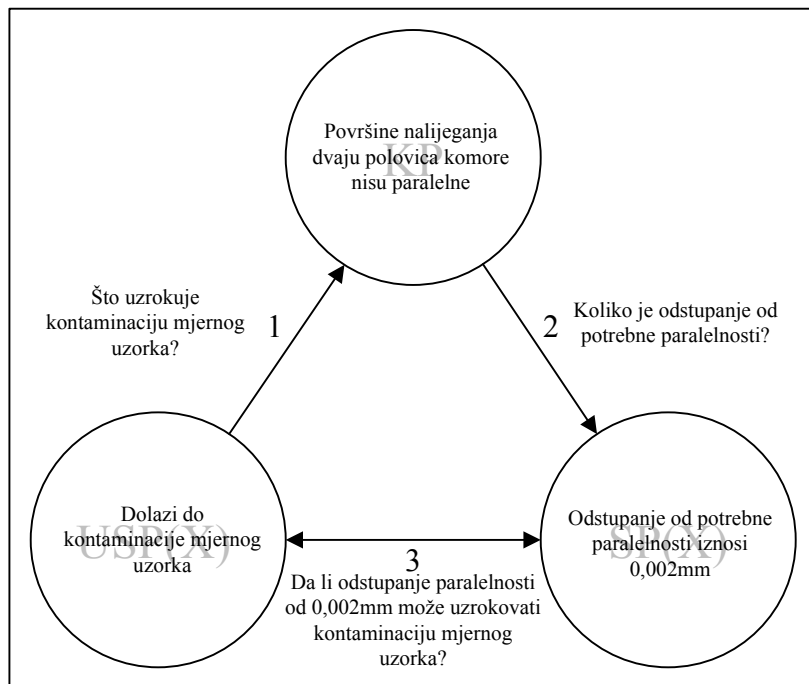 Površine nalijeganja
dvaju polovica komore
nisu paralelne
KP
Što uzrokuje
kontaminaciju mjernog
uzorka?
1
2
Koliko je odstupanje od
potrebne paralelnosti?
Dolazi do
kontaminacije mjernog
uzorka
USP(X)
3
Da li odstupanje paralelnosti
od 0,002mm može uzrokovati
kontaminaciju mjernog
uzorka?
Odstupanje od potrebne
paralelnosti iznosi
0,002mm
SP(X)